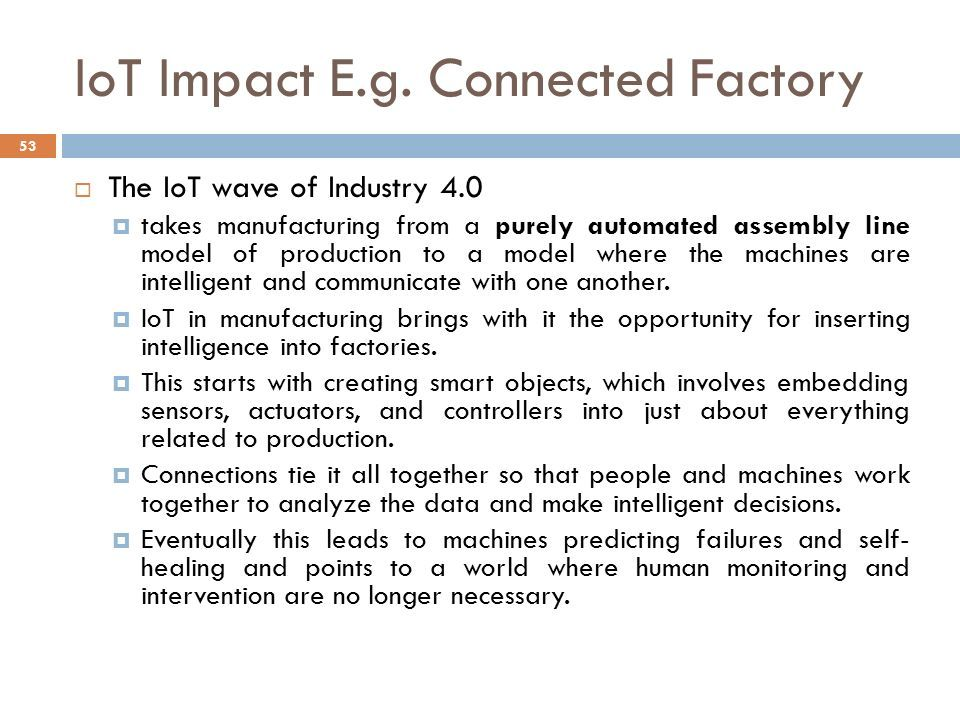 IoT Impact E.g. Connected Factory
53
The IoT wave of Industry 4.0
takes manufacturing from a purely automated assembly line
model of production to a model where the machines are
intelligent and communicate with one another.
IoT in manufacturing brings with it the opportunity for inserting
intelligence into factories.
This starts with creating smart objects, which involves embedding
sensors, actuators, and controllers into just about everything
related to production.
Connections tie it all together so that people and machines work
together to analyze the data and make intelligent decisions.
Eventually this leads to machines predicting failures and self-
healing and points to a world where human monitoring and
intervention are no longer necessary.